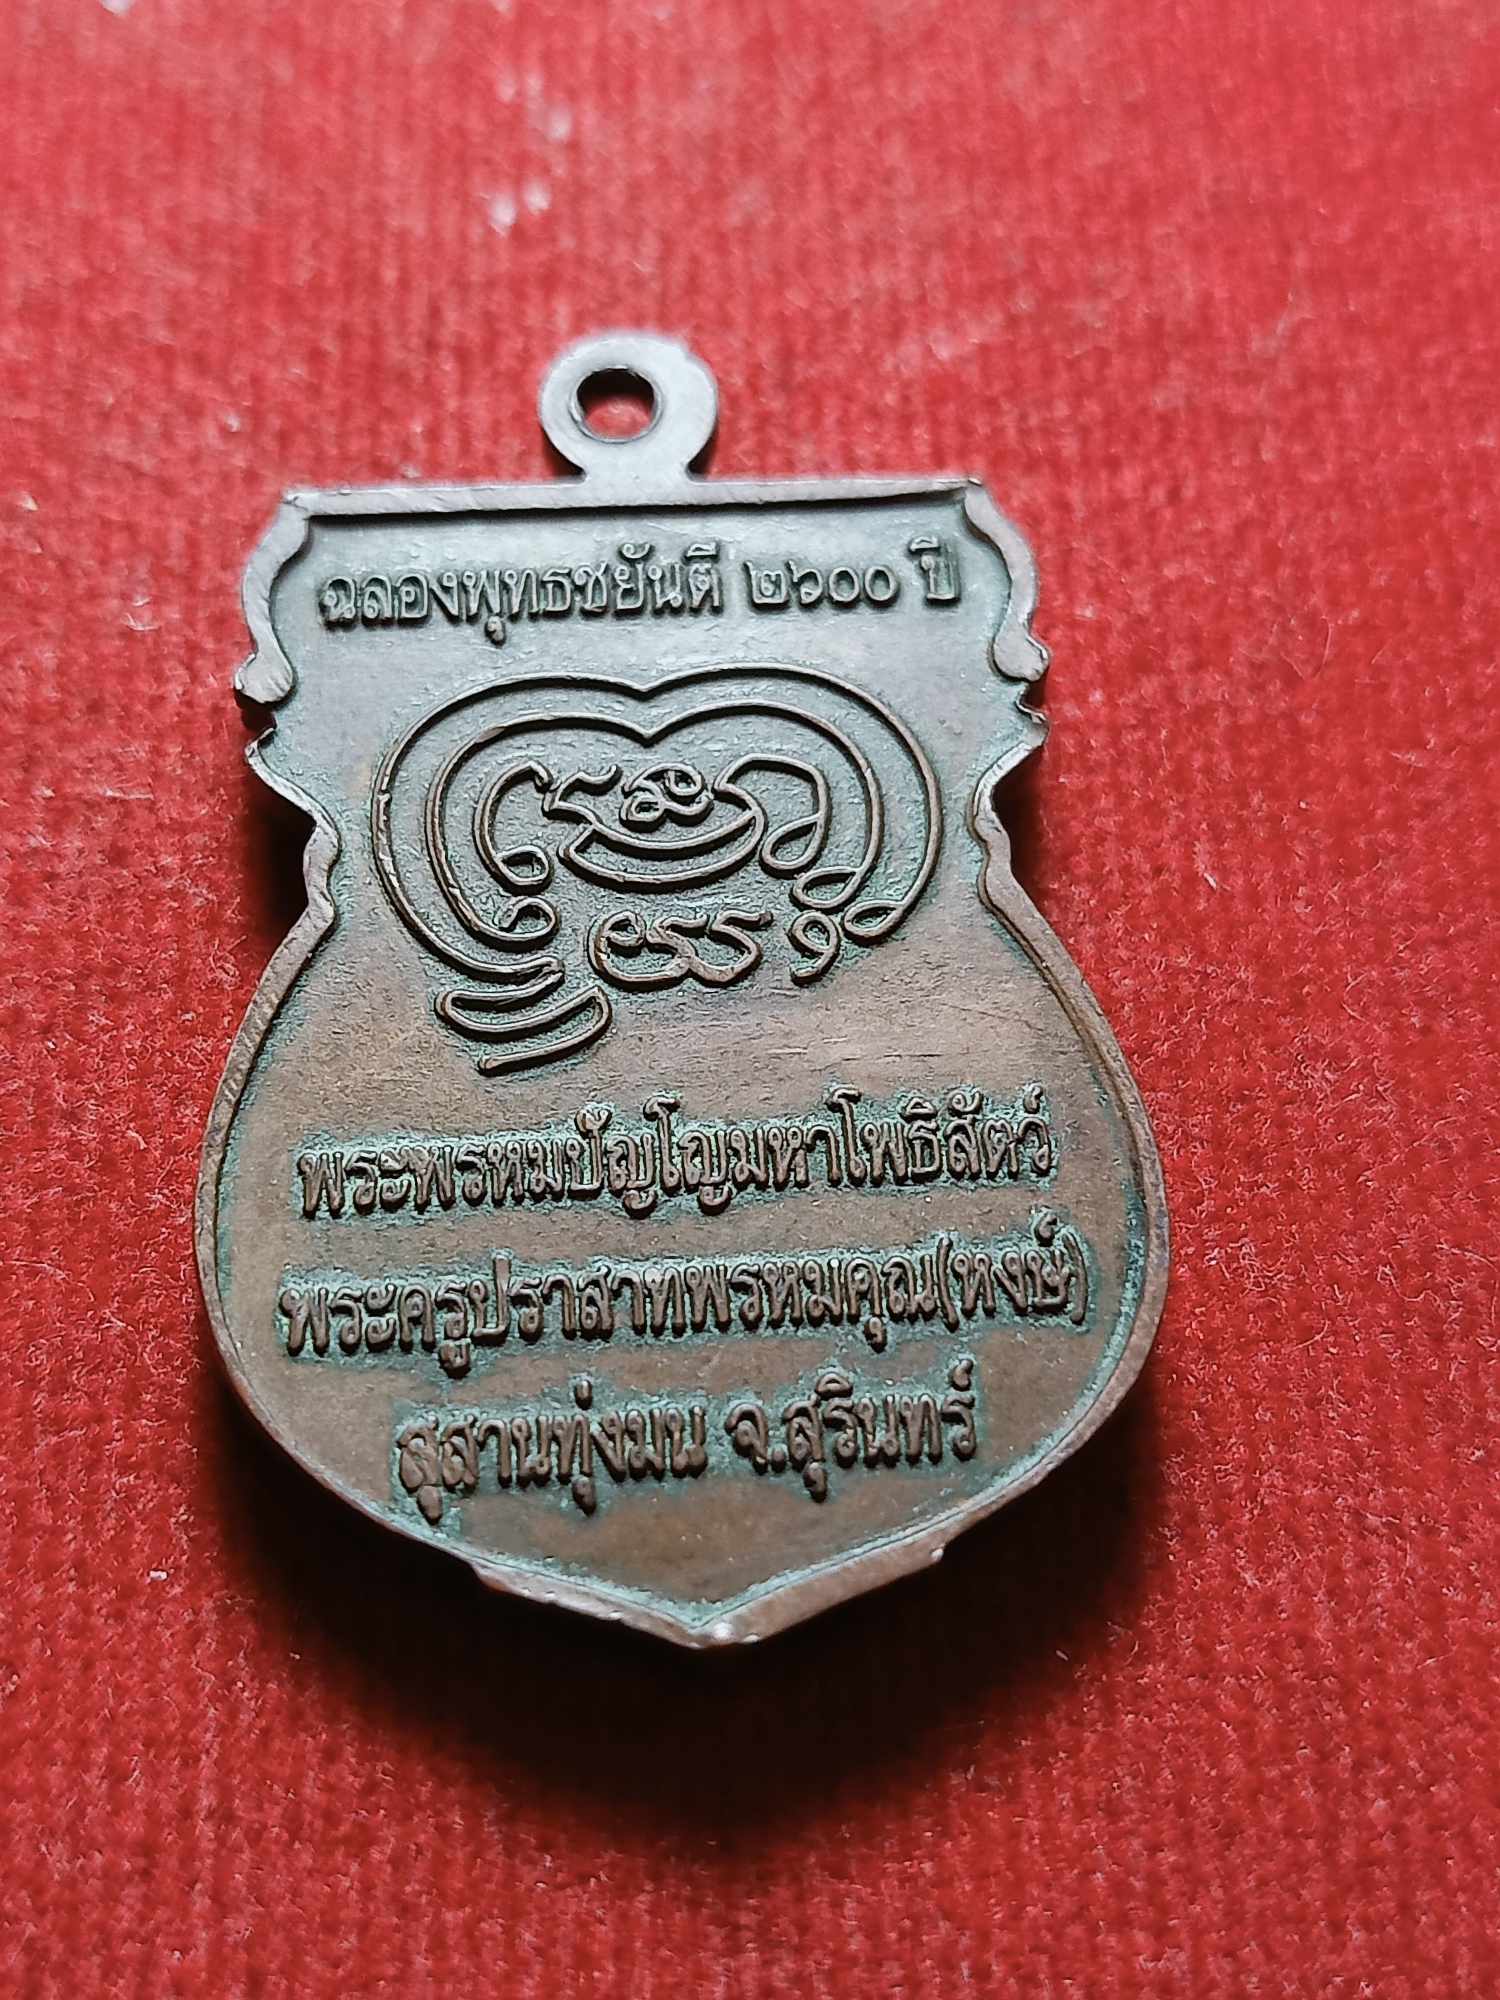 ฉลองพุทธชยันตี ๒๖๐๐ ปี
พระพรหมปัญโญมหาโพธิสัตว์
พระครูปราสาทพรหมคุณ(หงษ์)
สุสานทุ่งมน จ.สุรินทร์